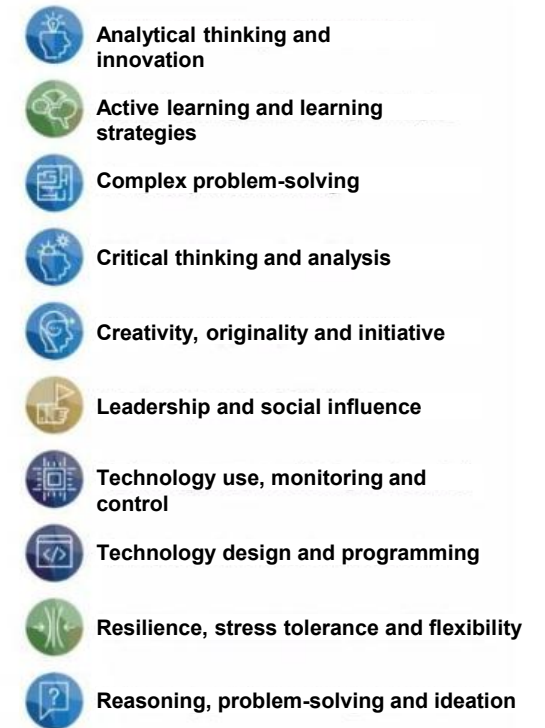 Analytical thinking and
innovation
Active learning and learning
strategies
Complex problem-solving
Critical thinking and analysis
Creativity, originality and initiative
Leadership and social influence
Technology use, monitoring and
control
Technology design and programming
Resilience, stress tolerance and flexibility
Reasoning, problem-solving and ideation